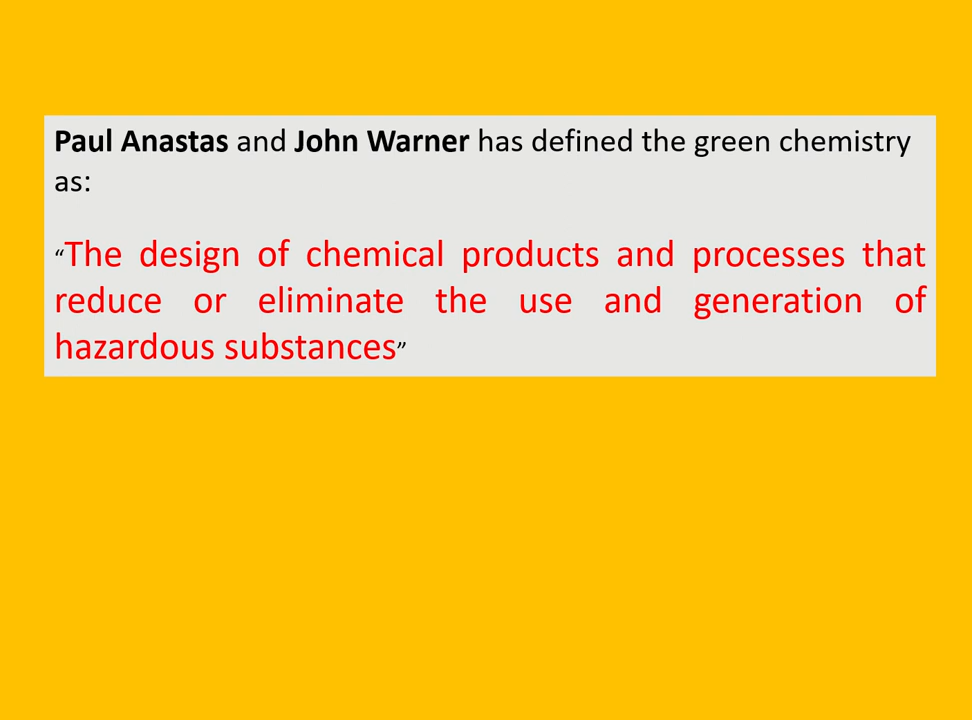 Paul Anastas and John Warner has defined the green chemistry
as:
“The design of chemical products and processes that
reduce or eliminate the use and generation of
hazardous substances”